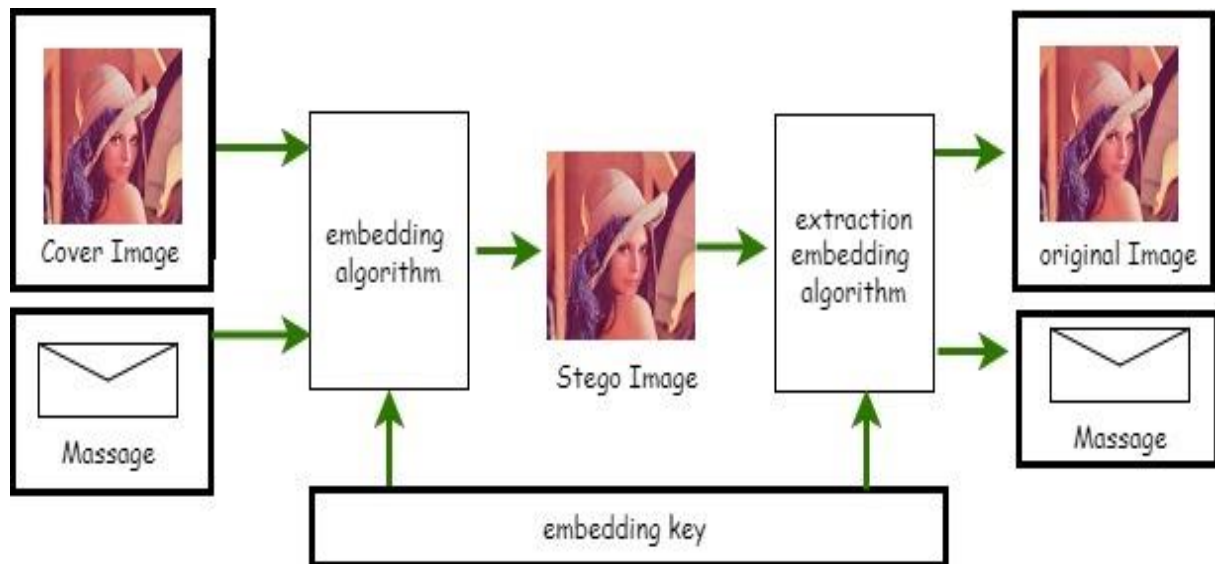 Cover Image
Massage
embedding
algorithm
Stego Image
extraction
embedding
algorithm
original Image
Massage
embedding key